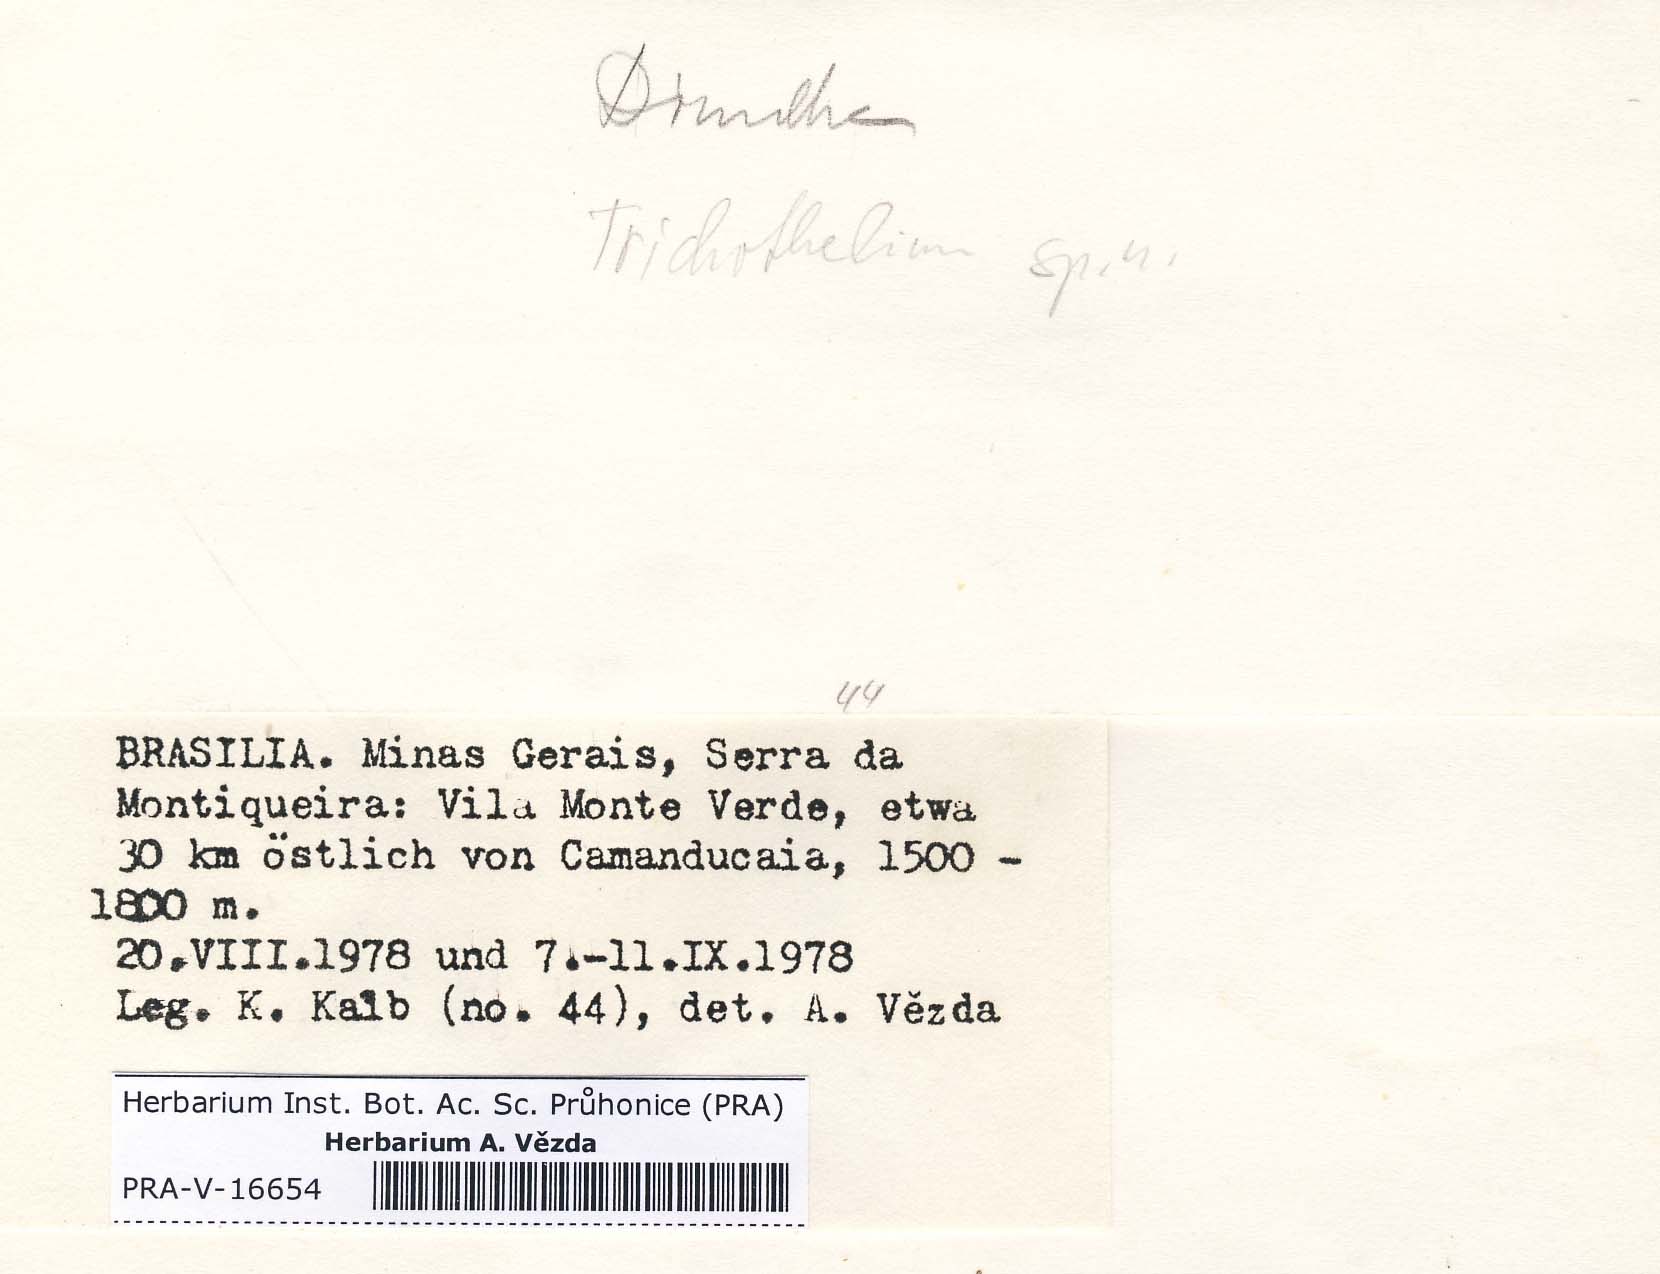 Trichothelium sp.n.
44
BRASILIA. Minas Gerais, Serra da
Montiqueira: Vila Monte Verde, etwa
30 km östlich von Camanducaia, 1500 -
1800 m.
20.VIII.1978 und 7.-11.IX.1978
Leg. K. Kalb (no. 44), det. A. Vězda
Herbarium Inst. Bot. Ac. Sc. Průhonice (PRA)
Herbarium A. Vězda
PRA-V-16654